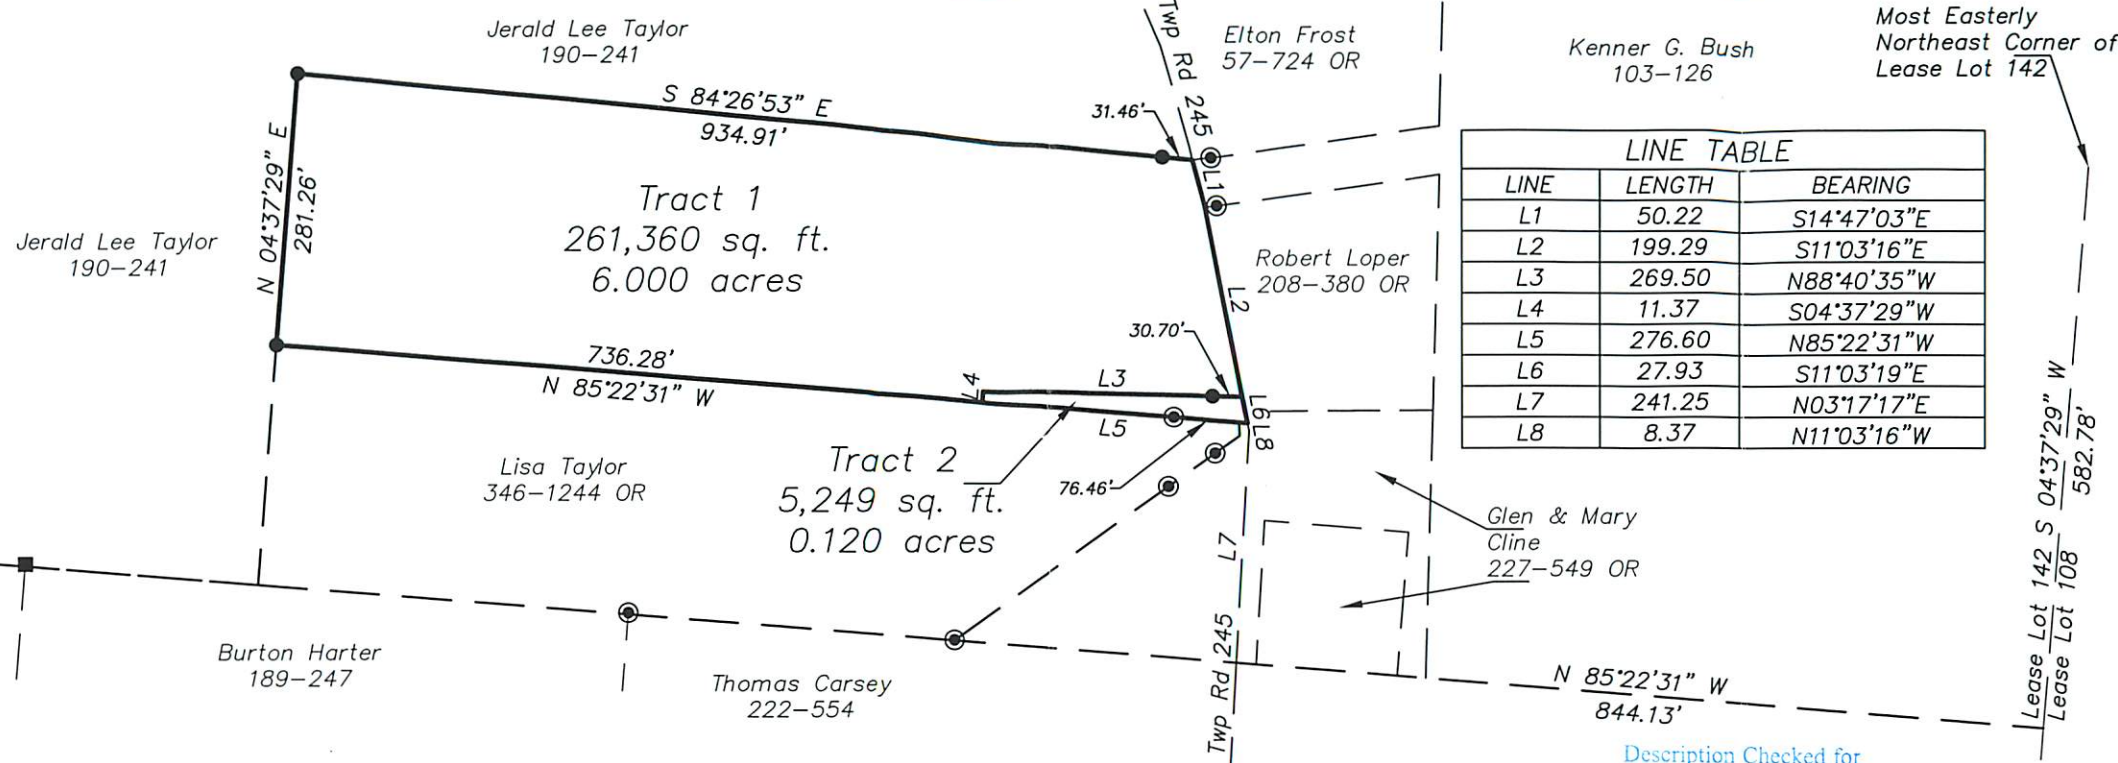 Jerald Lee Taylor
190-241
Twp Rd 245
Elton Frost
57-724 OR
Kenner G. Bush
103-126
Most Easterly
Northeast Corner of
Lease Lot 142
S 84°26'53" E
934.91'
31.46'
L1
N 04°37'29" E
281.26'
Tract 1
261,360 sq. ft.
6.000 acres
Jerald Lee Taylor
190-241
Robert Loper
208-380 OR
L2
LINE TABLE
LINE LENGTH BEARING
L1 50.22 S14°47'03"E
L2 199.29 S11°03'16"E
L3 269.50 N88°40'35"W
L4 11.37 S04°37'29"W
L5 276.60 N85°22'31"W
L6 27.93 S11°03'19"E
L7 241.25 N03°17'17"E
L8 8.37 N11°03'16"W
30.70'
736.28'
N 85°22'31" W
L4
L3
L6
L8
L5
Lisa Taylor
346-1244 OR
Tract 2
5,249 sq. ft.
0.120 acres
76.46'
L7
Glen & Mary
Cline
227-549 OR
Lease Lot 142 S 04°37'29" W
Lease Lot 108 582.78'
Burton Harter
189-247
Thomas Carsey
222-554
Twp Rd 245
N 85°22'31" W
844.13'
Description Checked for